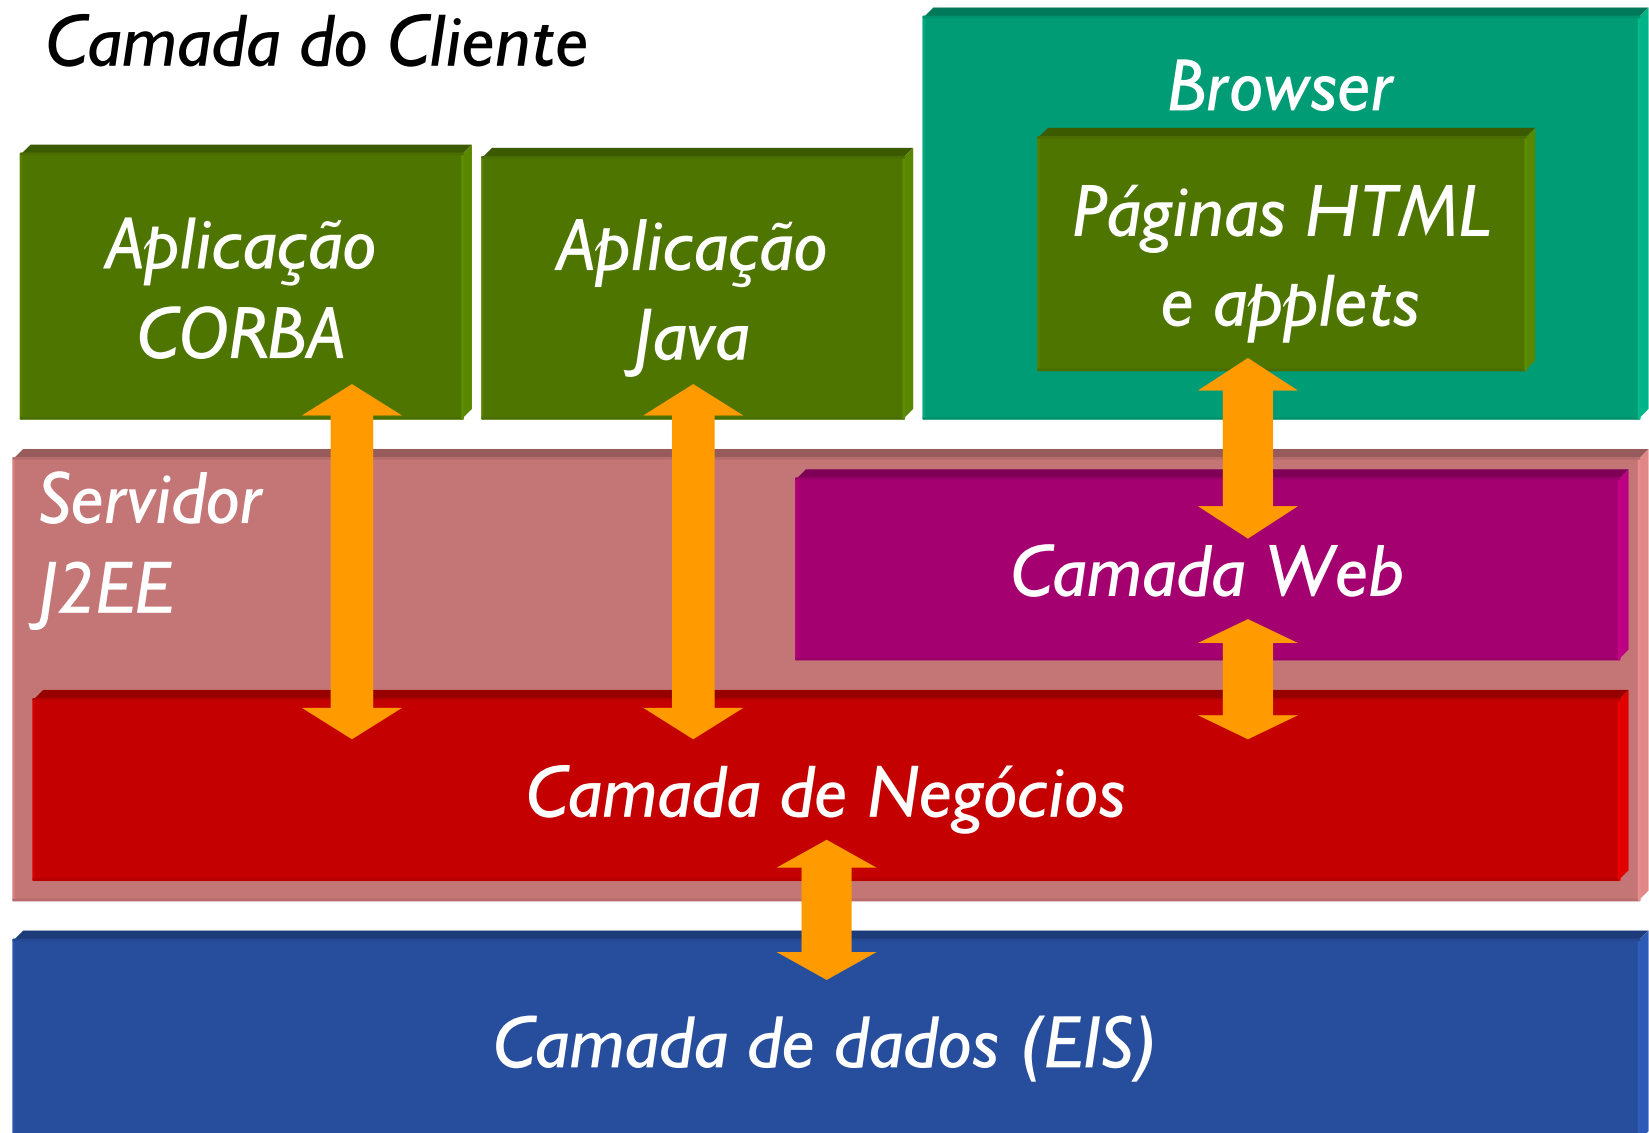 Camada do Cliente
Browser
Páginas HTML
e applets
Aplicação
CORBA
Aplicação
Java
Servidor
J2EE
Camada Web
Camada de Negócios
Camada de dados (EIS)